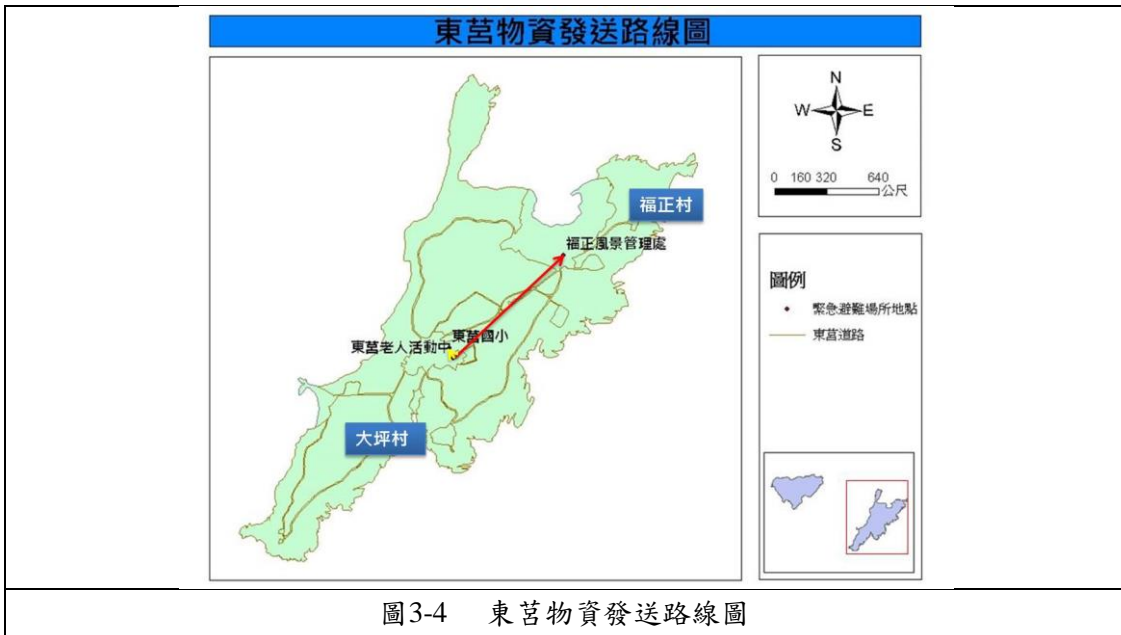 東莒物資發送路線圖
N
W E
S
0 160 320 640
公尺
福正村
福正風景管理處
東莒國小
東莒老人活動中
大坪村
圖例
緊急避難場所地點
東莒道路
圖3-4 東莒物資發送路線圖